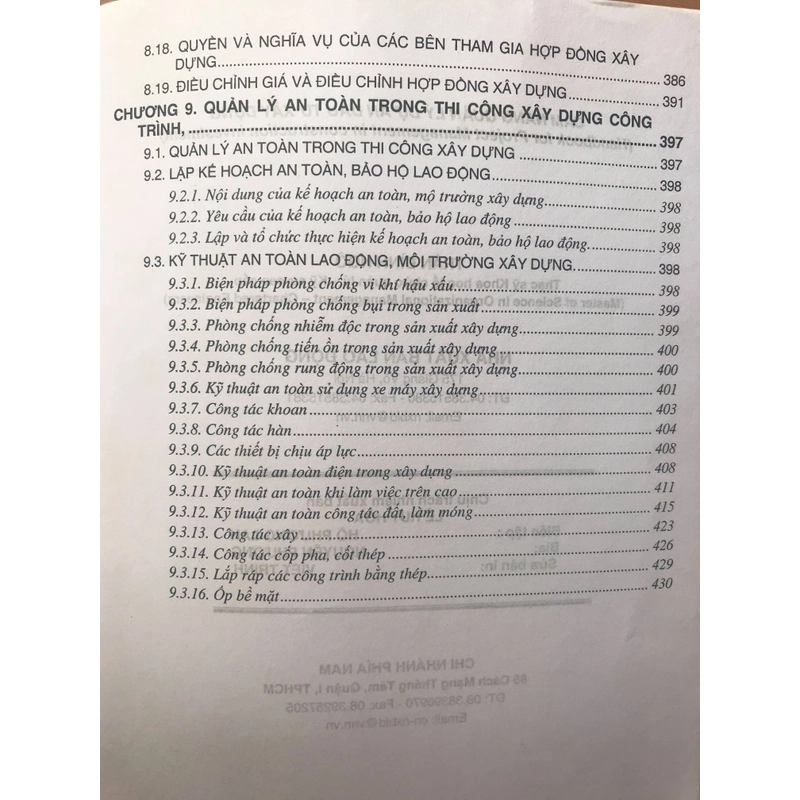 8.18. QUYỀN VÀ NGHĨA VỤ CỦA CÁC BÊN THAM GIA HỢP ĐỒNG XÂY
DỰNG........ 386
8.19. ĐIỀU CHỈNH GIÁ VÀ ĐIỀU CHỈNH HỢP ĐỒNG XÂY DỰNG........ 391
CHƯƠNG 9. QUẢN LÝ AN TOÀN TRONG THI CÔNG XÂY DỰNG CÔNG
TRÌNH,........ 397
9.1. QUẢN LÝ AN TOÀN TRONG THI CÔNG XÂY DỰNG ........ 397
9.2. LẬP KẾ HOẠCH AN TOÀN, BẢO HỘ LAO ĐỘNG........ 398
9.2.1. Nội dung của kế hoạch an toàn, mộ trường xây dựng........ 398
9.2.2. Yêu cầu của kế hoạch an toàn, bảo hộ lao động ........ 398
9.2.3. Lập và tổ chức thực hiện kế hoạch an toàn, bảo hộ lao động........ 398
9.3. KỸ THUẬT AN TOÀN LAO ĐỘNG, MÔI TRƯỜNG XÂY DỰNG........ 398
9.3.1. Biện pháp phòng chống vi khí hậu xấu........ 398
9.3.2. Biện pháp phòng chống bụi trong sản xuất ........ 399
9.3.3. Phòng chống nhiễm độc trong sản xuất xây dựng ........ 399
9.3.4. Phòng chống tiến ồn trong sản xuất xây dựng ........ 400
9.3.5. Phòng chống rung động trong sản xuất xây dựng........ 400
9.3.6. Kỹ thuật an toàn sử dụng xe máy xây dựng ........ 401
9.3.7. Công tác khoan ........ 403
9.3.8. Công tác hàn ........ 404
9.3.9. Các thiết bị chịu áp lực ........ 408
9.3.10. Kỹ thuật an toàn điện trong xây dựng ........ 408
9.3.11. Kỹ thuật an toàn khi làm việc trên cao ........ 411
9.3.12. Kỹ thuật an toàn công tác đất, làm móng ........ 415
9.3.13. Công tác xây ........ 423
9.3.14. Công tác cốp pha, cốt thép ........ 426
9.3.15. Lắp ráp các công trình bằng thép........ 429
9.3.16. Ốp bề mặt ........ 430